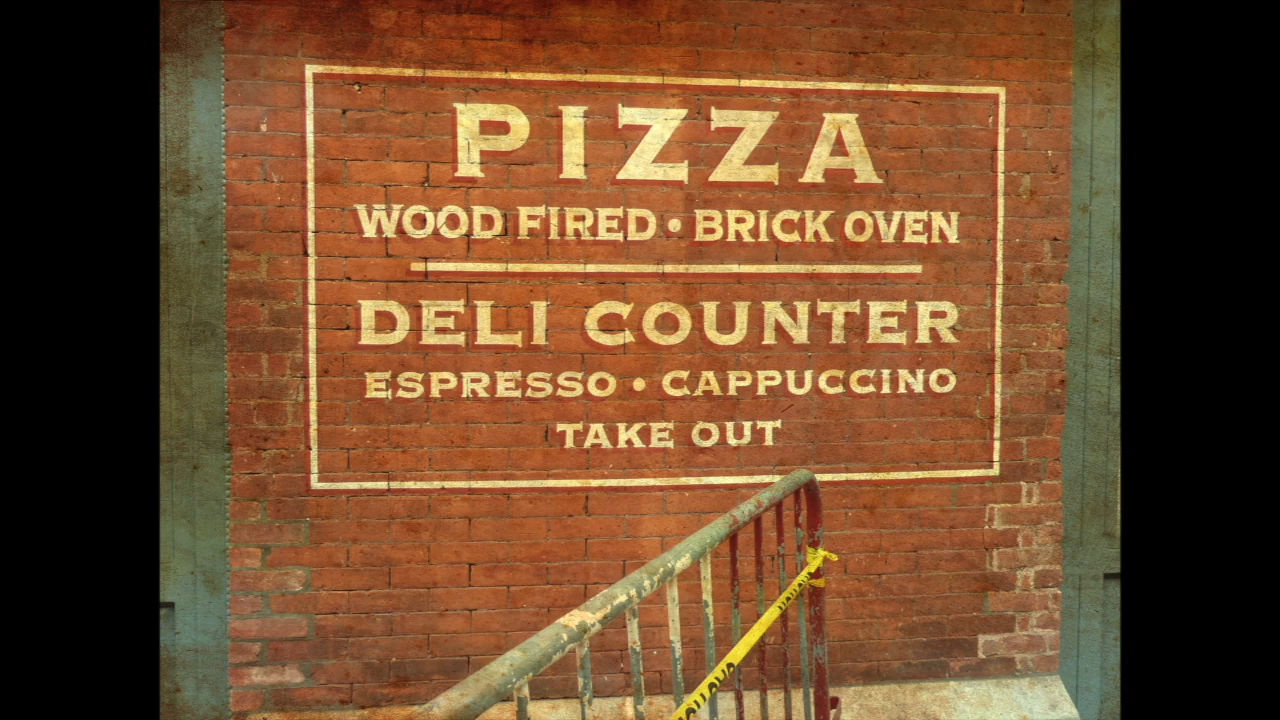 PIZZA
WOOD FIRED • BRICK OVEN
DELI COUNTER
ESPRESSO • CAPPUCCINO
TAKE OUT